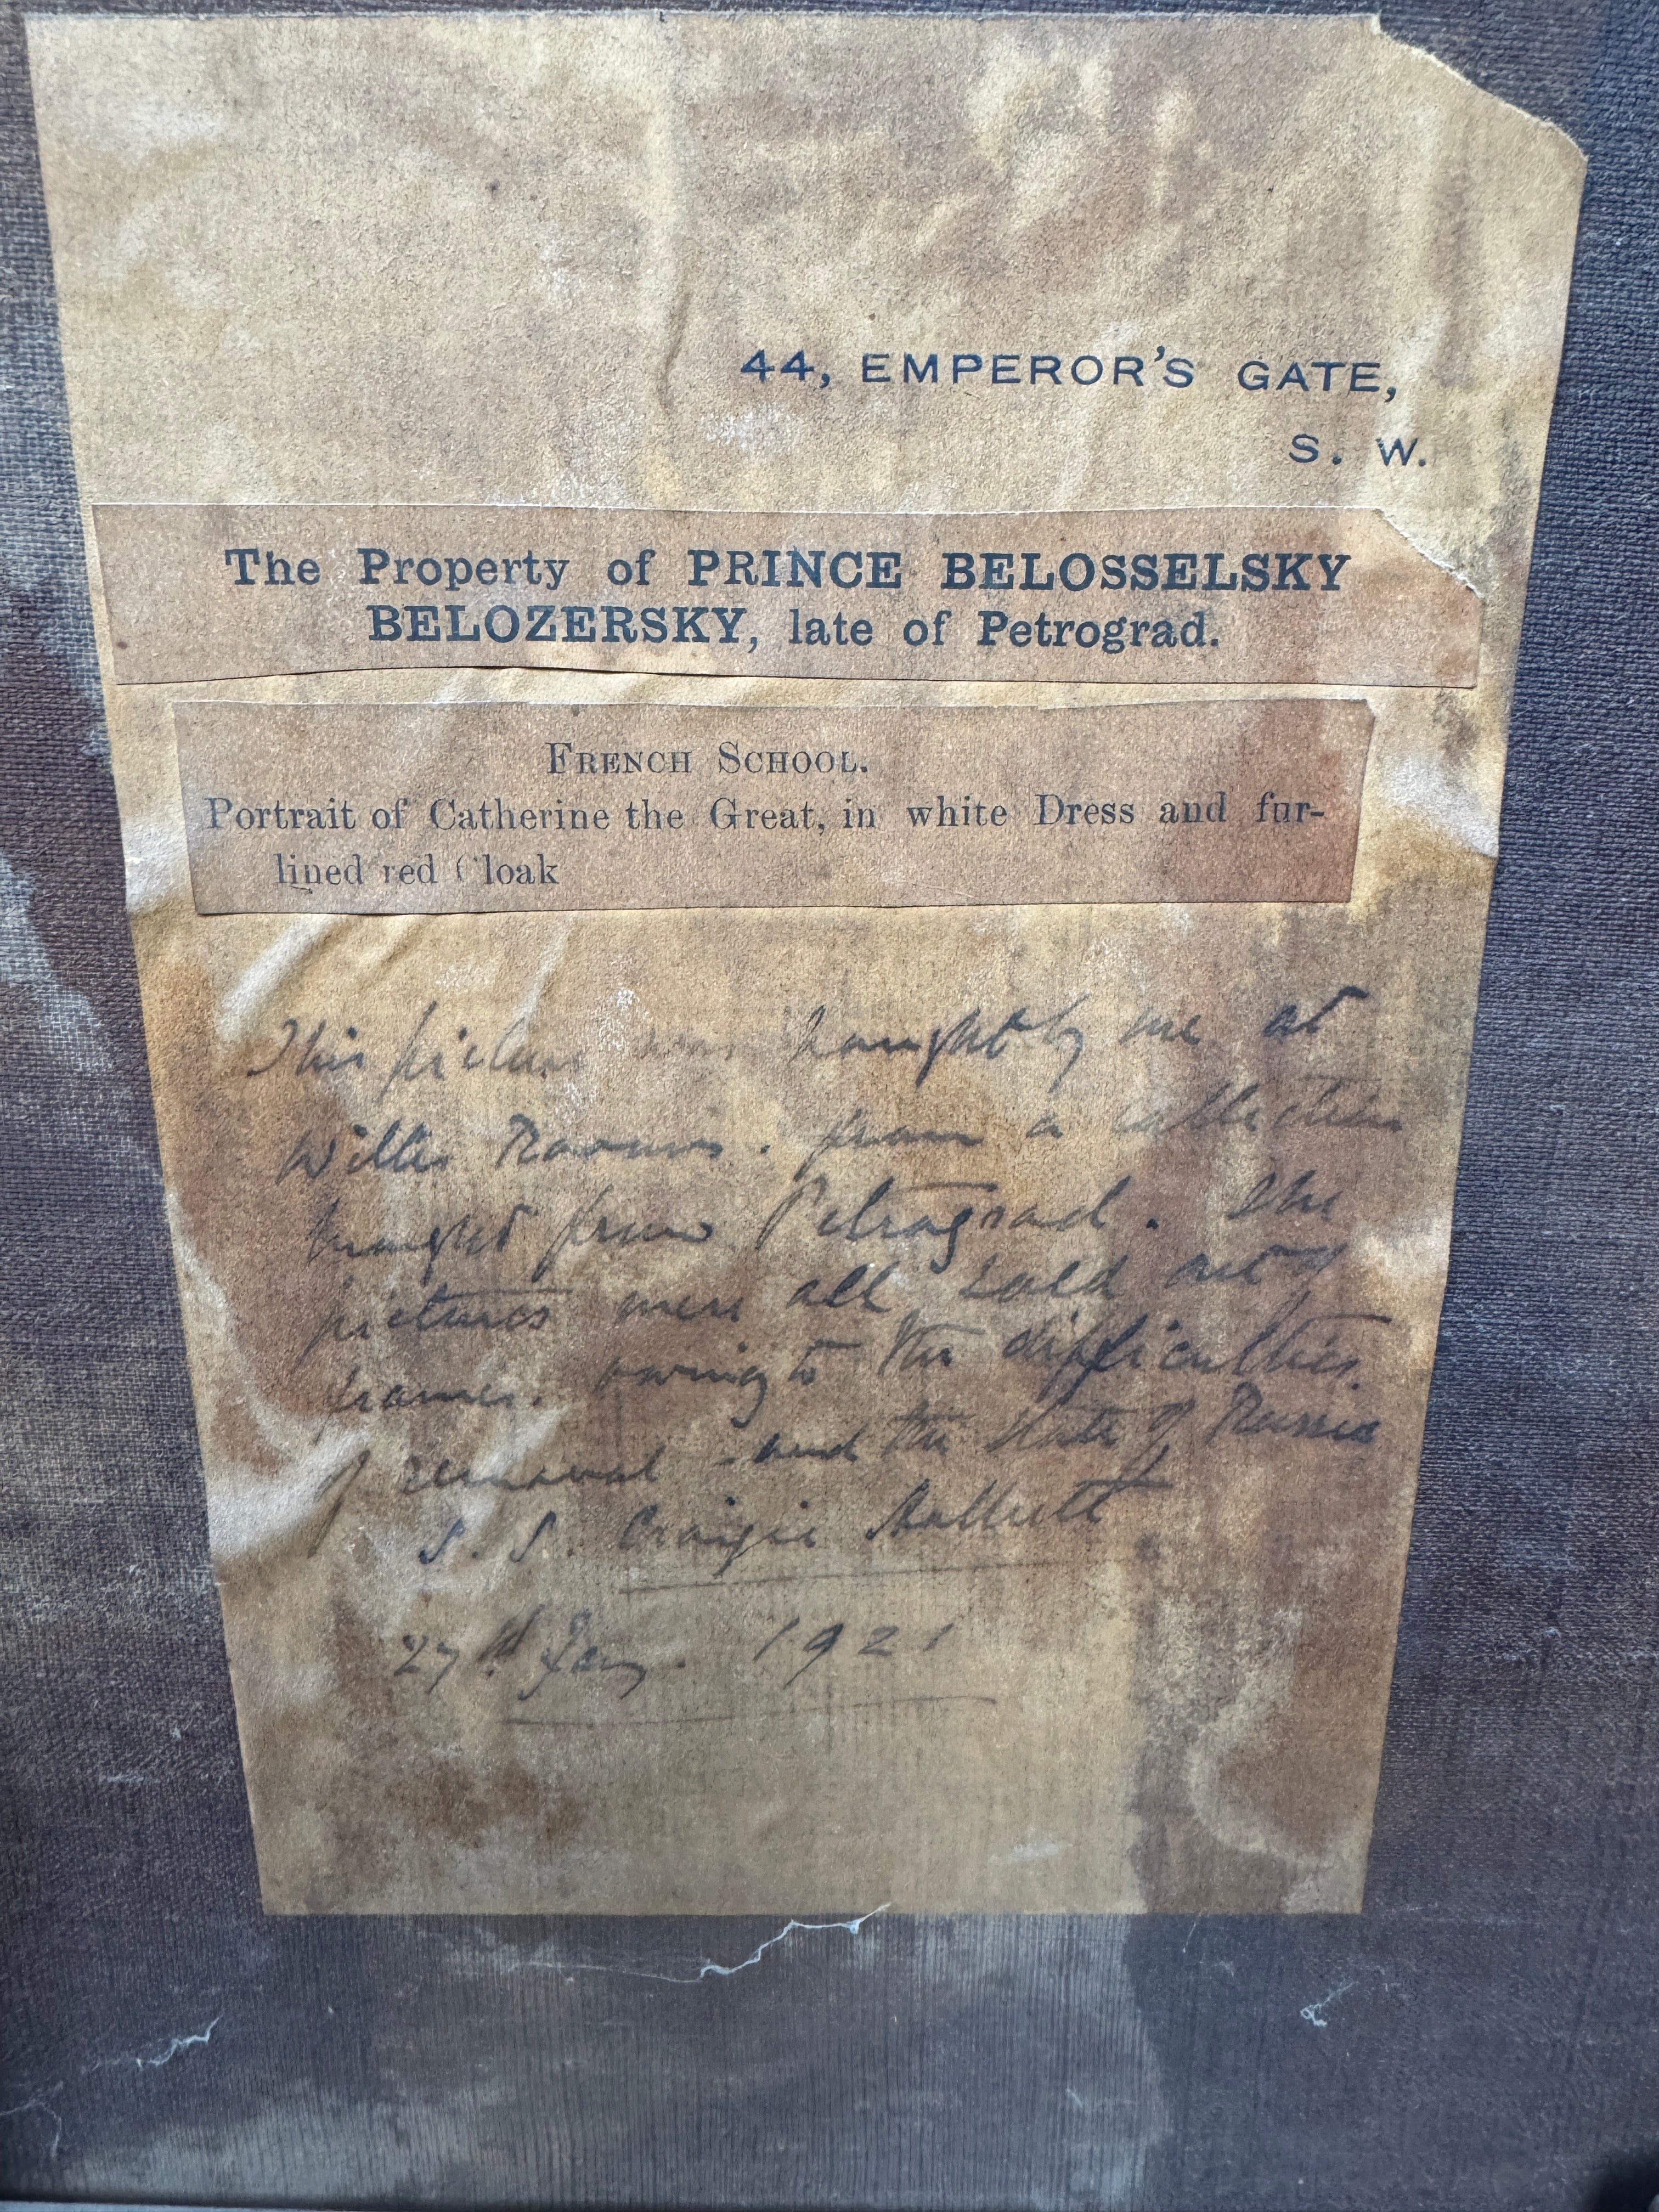 44, EMPEROR'S GATE,
S. W.
The Property of PRINCE BELOSSELSKY
BELOZERSKY, late of Petrograd.
FRENCH SCHOOL.
Portrait of Catherine the Great, in white Dress and fur-
lined red Cloak
This picture was bought by me at
Willis Rooms. from a collection
brought from Petrograd. The
pictures were all sold out of
frames. owing to the difficulties.
of removal - and the state of Russia
S. S. Craigie
27th Jany. 1921